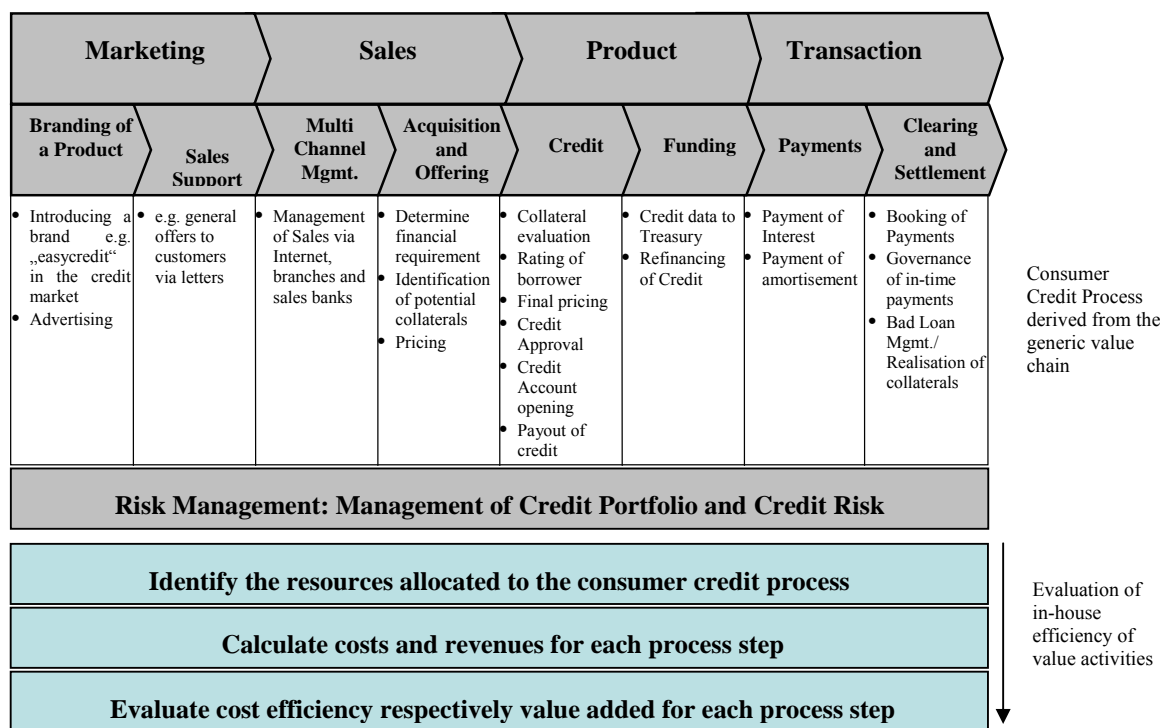 Marketing
Sales
Product
Transaction
Branding of
a Product
Sales
Support
Multi
Channel
Mgmt.
Acquisition
and
Offering
Credit
Funding
Payments
Clearing
and
Settlement
• Introducing a
brand e.g.
„easycredit“
in the credit
market
• Advertising
• e.g. general
offers to
customers
via letters
• Management
of Sales via
Internet,
branches and
sales banks
• Determine
financial
requirement
• Identification
of potential
collaterals
• Pricing
• Collateral
evaluation
• Rating of
borrower
• Final pricing
• Credit
Approval
• Credit
Account
opening
• Payout of
credit
• Credit data to
Treasury
• Refinancing
of Credit
• Payment of
Interest
• Payment of
amortisement
• Booking of
Payments
• Governance
of in-time
payments
• Bad Loan
Mgmt./
Realisation of
collaterals
Consumer
Credit Process
derived from the
generic value
chain
Risk Management: Management of Credit Portfolio and Credit Risk
Identify the resources allocated to the consumer credit process
Calculate costs and revenues for each process step
Evaluate cost efficiency respectively value added for each process step
Evaluation of
in-house
efficiency of
value activities